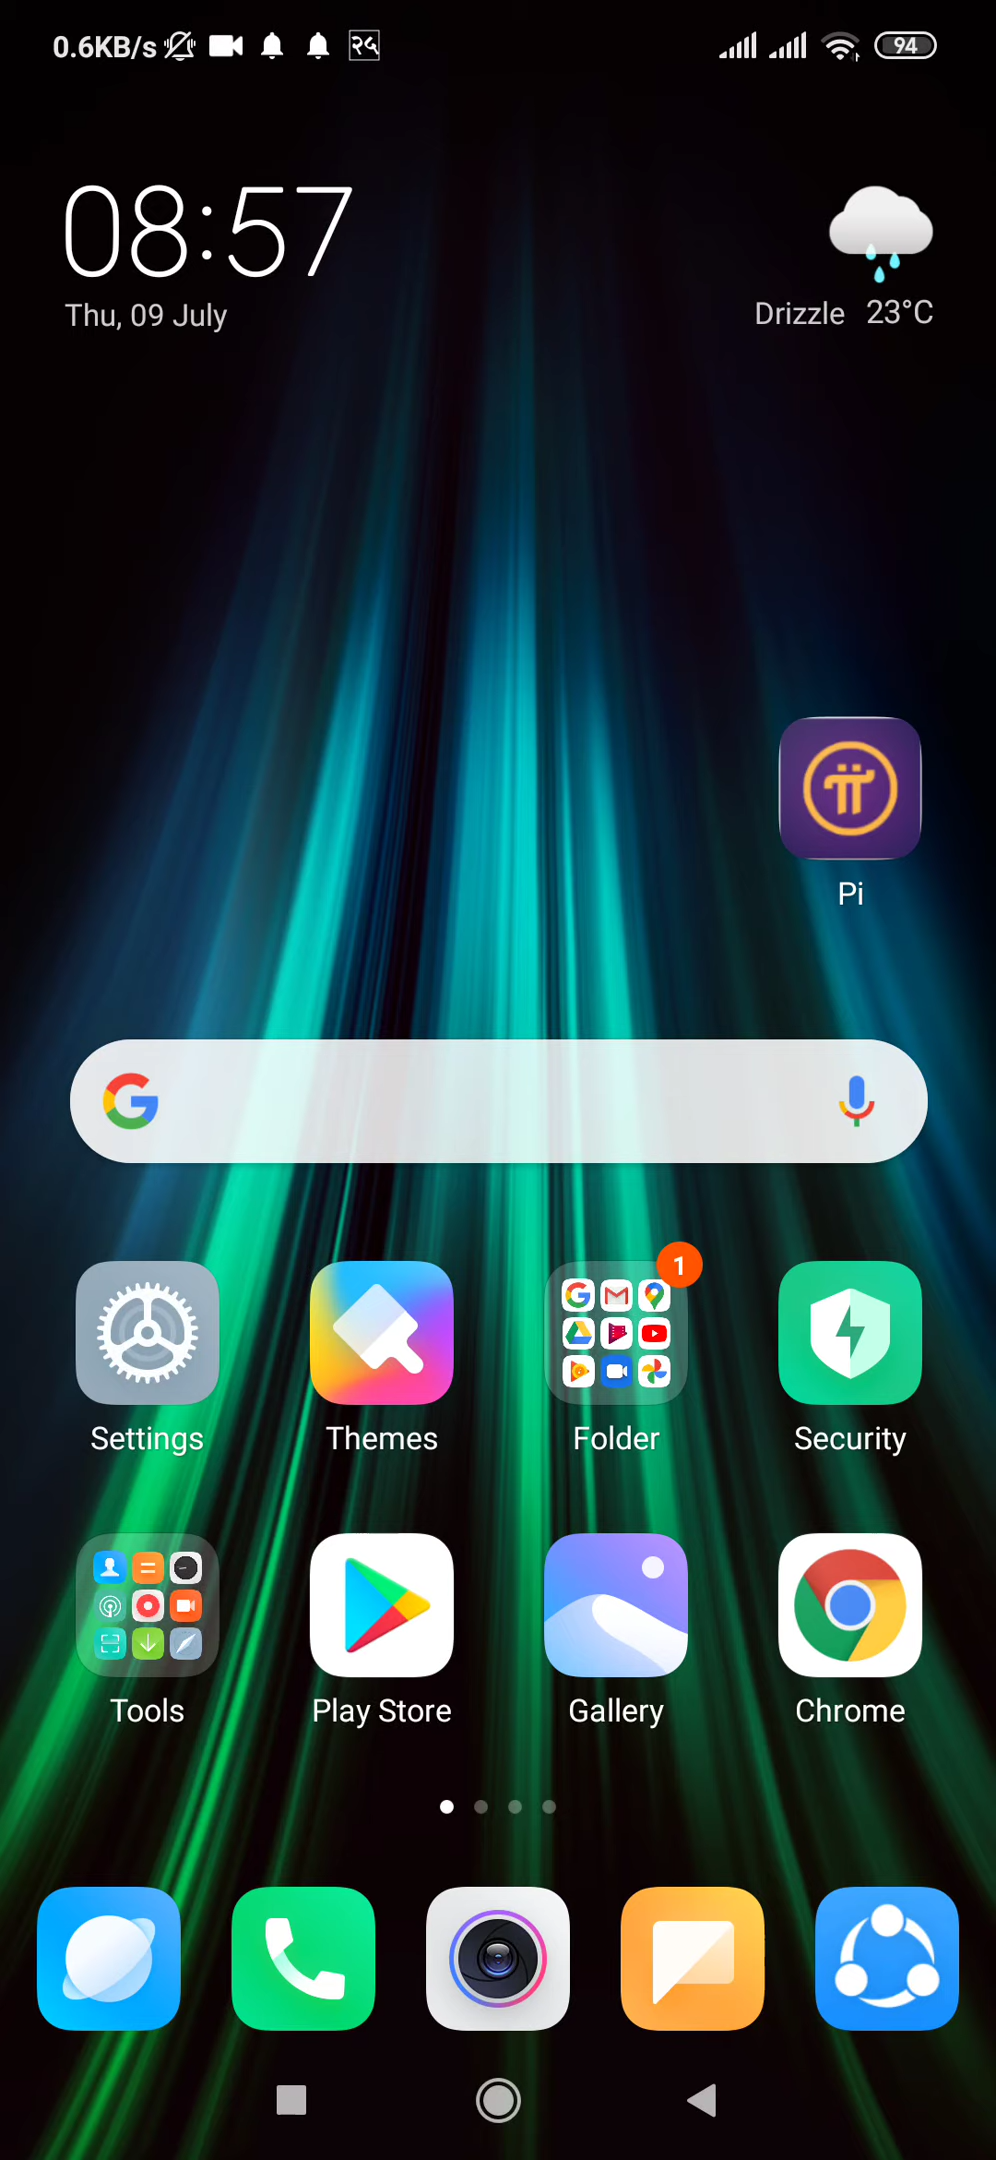 0.6KB/s २५ 94
08:57
Thu, 09 July
Drizzle 23°C
Pi
1
Settings Themes Folder Security
Tools Play Store Gallery Chrome